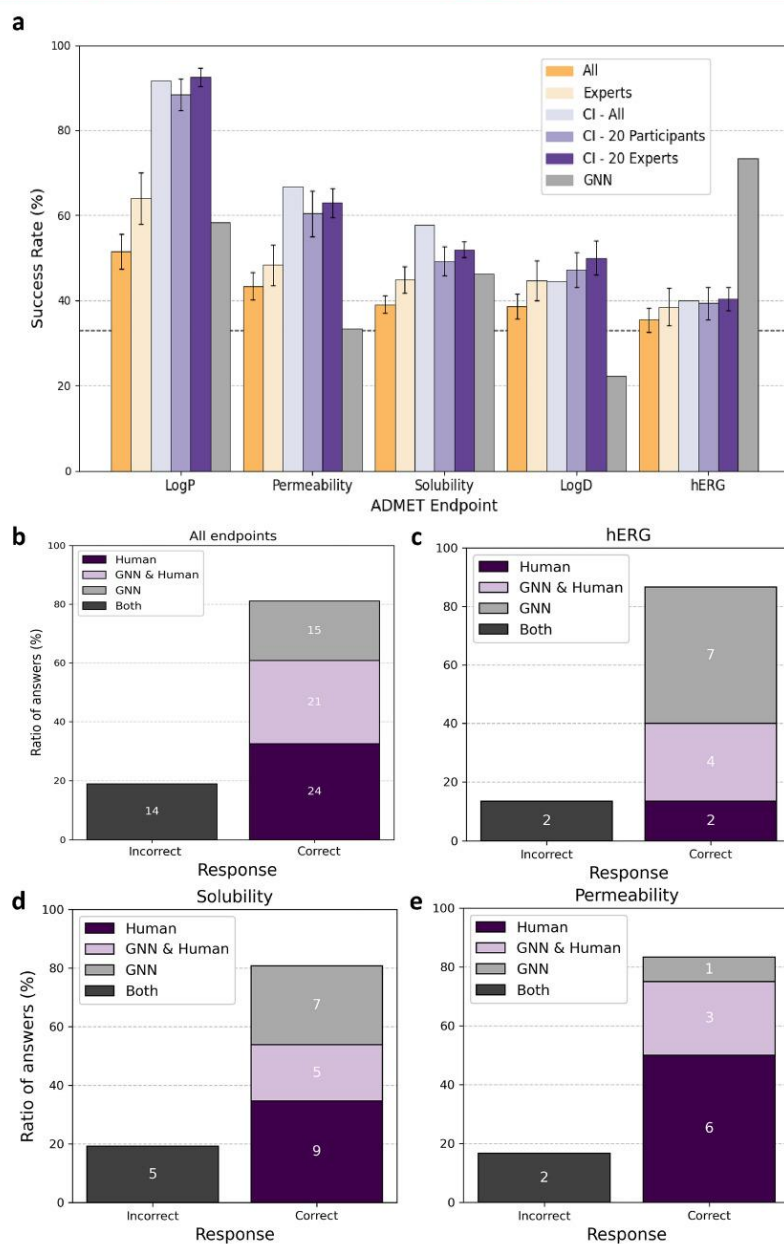 a
100
80
60
40
20
0
Success Rate (%)
All
Experts
CI - All
CI - 20 Participants
CI - 20 Experts
GNN
LogP Permeability Solubility LogD hERG
ADMET Endpoint
b
All endpoints
100
80
60
40
20
0
Ratio of answers (%)
Human
GNN & Human
GNN
Both
14
15
21
24
Incorrect Correct
Response
c
hERG
100
80
60
40
20
0
Human
GNN & Human
GNN
Both
2
7
4
2
Incorrect Correct
Response
d
Solubility
100
80
60
40
20
0
Ratio of answers (%)
Human
GNN & Human
GNN
Both
5
7
5
9
Incorrect Correct
Response
e
Permeability
100
80
60
40
20
0
Human
GNN & Human
GNN
Both
2
1
3
6
Incorrect Correct
Response